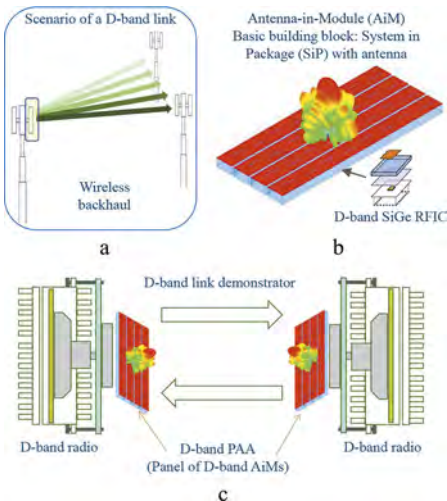 Scenario of a D-band link
Wireless
backhaul
a
Antenna-in-Module (AiM)
Basic building block: System in
Package (SiP) with antenna
D-band SiGe RFIC
b
D-band link demonstrator
D-band radio
D-band PAA
(Panel of D-band AiMs)
D-band radio
c